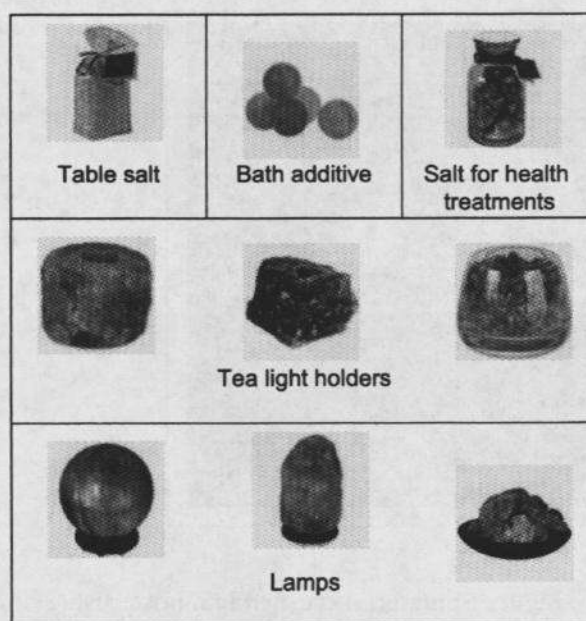 Table salt
Bath additive
Salt for health
treatments
Tea light holders
Lamps